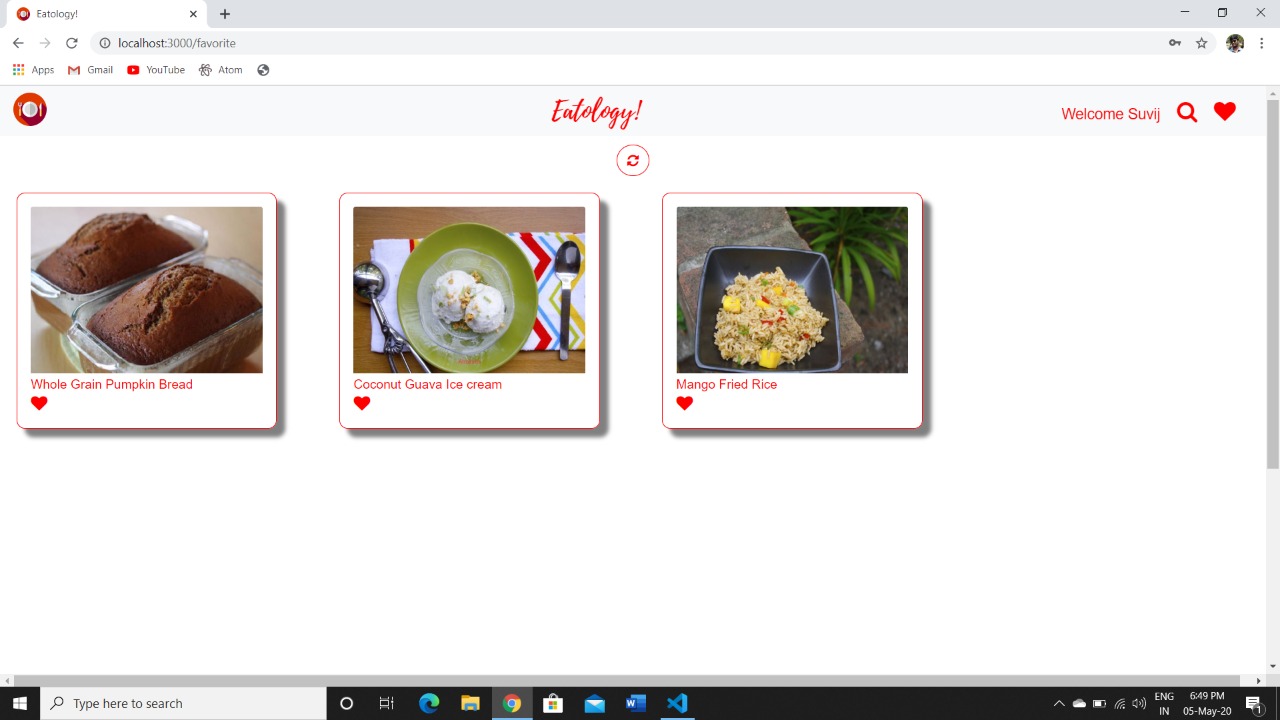 Eatology!
localhost:3000/favorite
Apps Gmail YouTube Atom
Eatology!
Welcome Suvij
Whole Grain Pumpkin Bread
Coconut Guava Ice cream
Mango Fried Rice
Type here to search
ENG
IN
6:49 PM
05-May-20
1